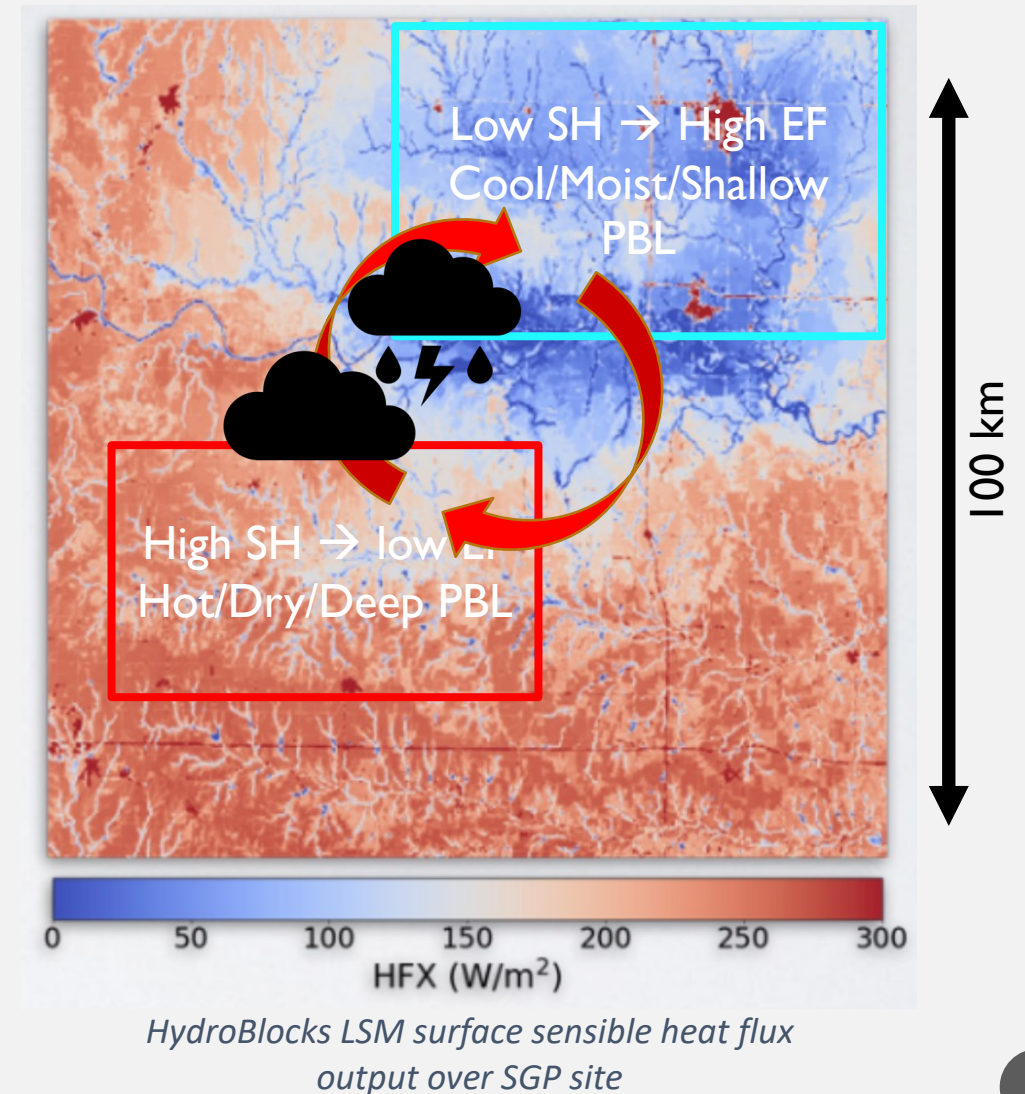 Low SH → High EF
Cool/Moist/Shallow
PBL
High SH → low EF
Hot/Dry/Deep PBL
100 km
0 50 100 150 200 250 300
HFX (W/m²)
HydroBlocks LSM surface sensible heat flux
output over SGP site